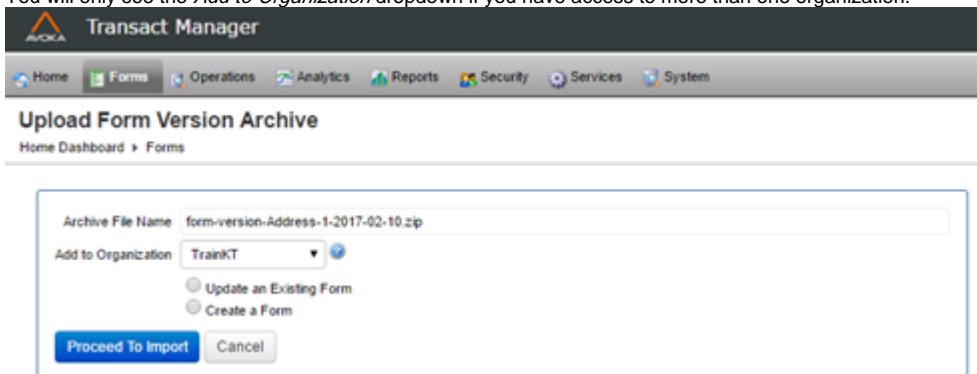 You will only see the Add to Organization dropdown if you have access to more than one organization.
AVOKA Transact Manager
Home Forms Operations Analytics Reports Security Services System
Upload Form Version Archive
Home Dashboard ▸ Forms
Archive File Name form-version-Address-1-2017-02-10.zip
Add to Organization TrainKT
Update an Existing Form
Create a Form
Proceed To Import Cancel